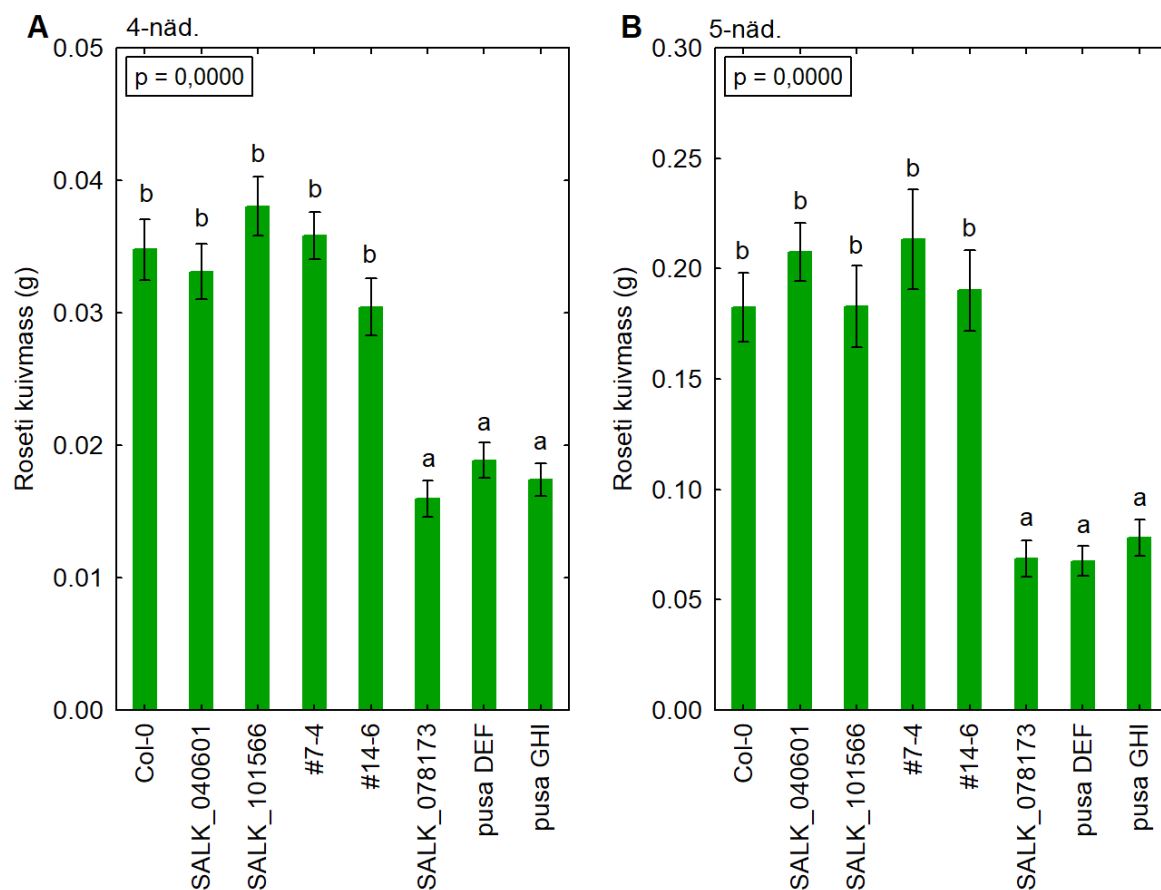 A
4-näd.
p = 0,0000
Roseti kuivmass (g)
0.05
0.04
0.03
0.02
0.01
0.00
b
b
b
b
b
a
a
a
Col-0
SALK_040601
SALK_101566
#7-4
#14-6
SALK_078173
pusa DEF
pusa GHI
B
5-näd.
p = 0,0000
Roseti kuivmass (g)
0.30
0.25
0.20
0.15
0.10
0.05
0.00
b
b
b
b
b
a
a
a
Col-0
SALK_040601
SALK_101566
#7-4
#14-6
SALK_078173
pusa DEF
pusa GHI